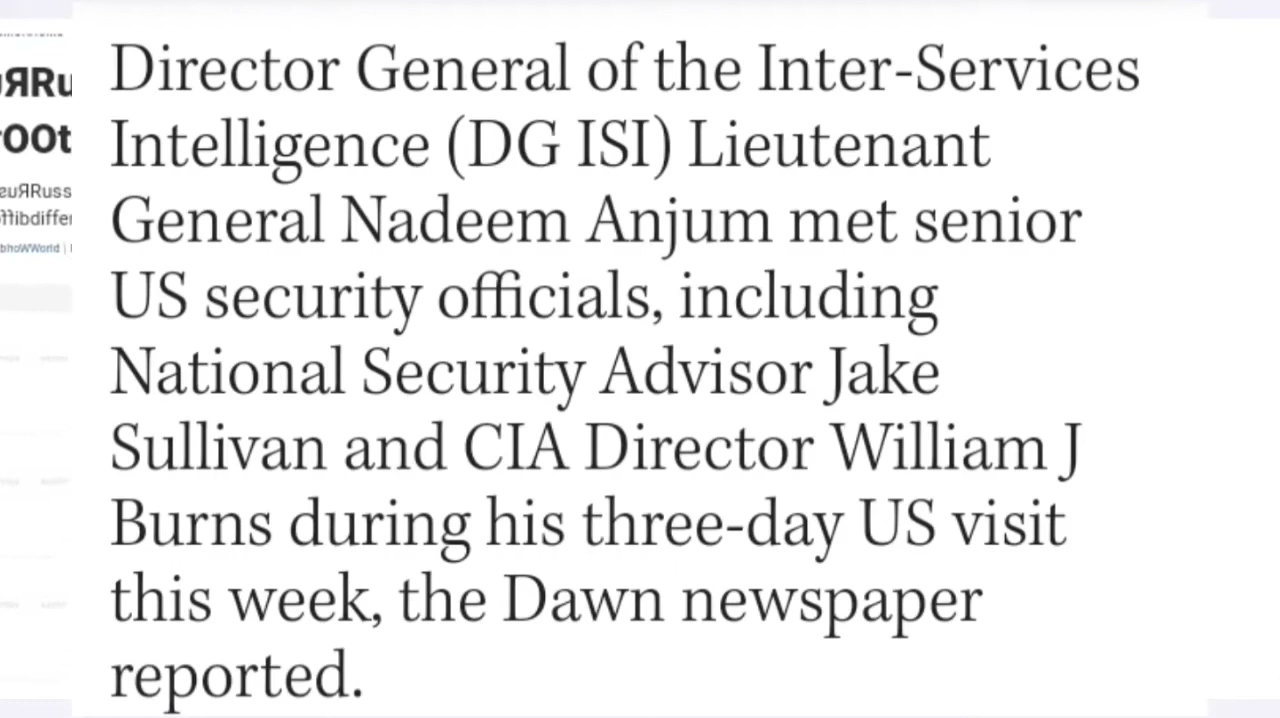 Director General of the Inter-Services
Intelligence (DG ISI) Lieutenant
General Nadeem Anjum met senior
US security officials, including
National Security Advisor Jake
Sullivan and CIA Director William J
Burns during his three-day US visit
this week, the Dawn newspaper
reported.